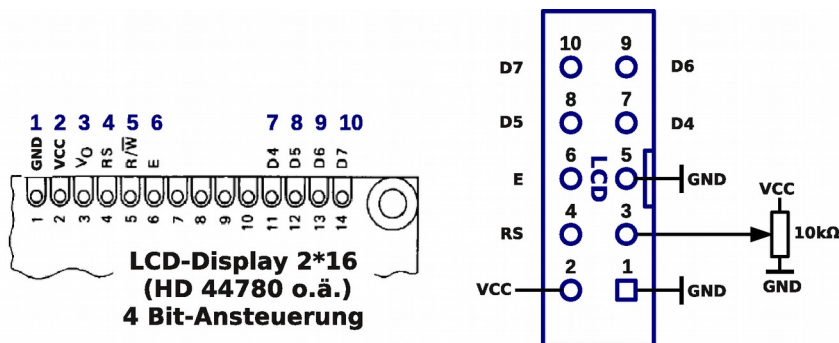 1 2 3 4 5 6 7 8 9 10
GND VCC VO RS R/W E D4 D5 D6 D7
1 2 3 4 5 6 7 8 9 10 11 12 13 14
LCD-Display 2*16
(HD 44780 o.ä.)
4 Bit-Ansteuerung
10 9
D7 D6
8 7
D5 D4
6 5
E LCD GND
4 3 VCC
RS 10kΩ
2 1 GND
VCC GND